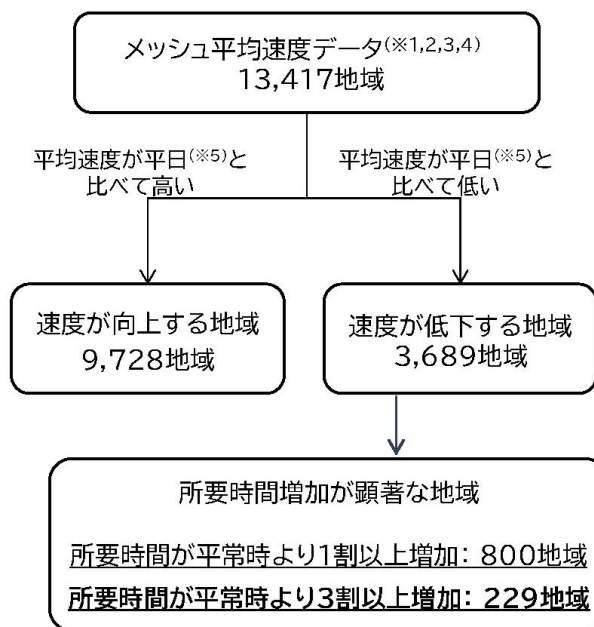 メッシュ平均速度データ(※1,2,3,4)
13,417地域
平均速度が平日(※5)と
比べて高い
平均速度が平日(※5)と
比べて低い
速度が向上する地域
9,728地域
速度が低下する地域
3,689地域
所要時間増加が顕著な地域
所要時間が平常時より1割以上増加: 800地域
所要時間が平常時より3割以上増加: 229地域